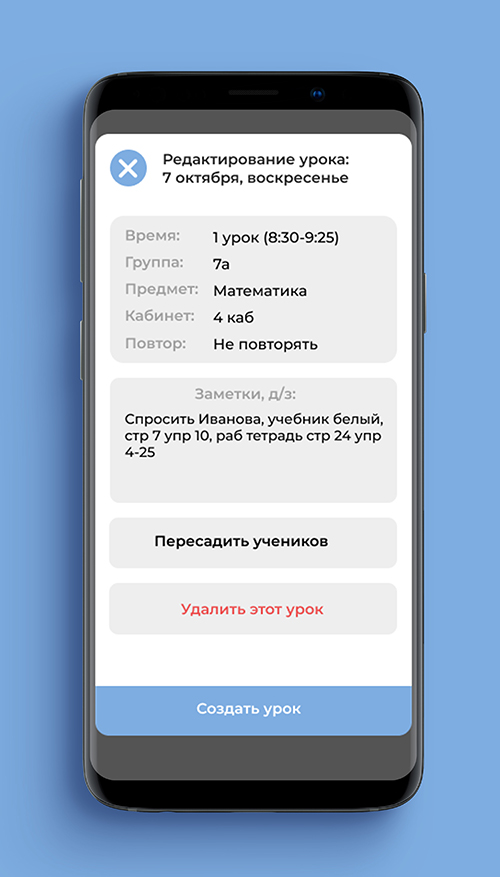 Редактирование урока:
7 октября, воскресенье
Время: 1 урок (8:30-9:25)
Группа: 7а
Предмет: Математика
Кабинет: 4 каб
Повтор: Не повторять
Заметки, д/з:
Спросить Иванова, учебник белый,
стр 7 упр 10, раб тетрадь стр 24 упр
4-25
Пересадить учеников
Удалить этот урок
Создать урок